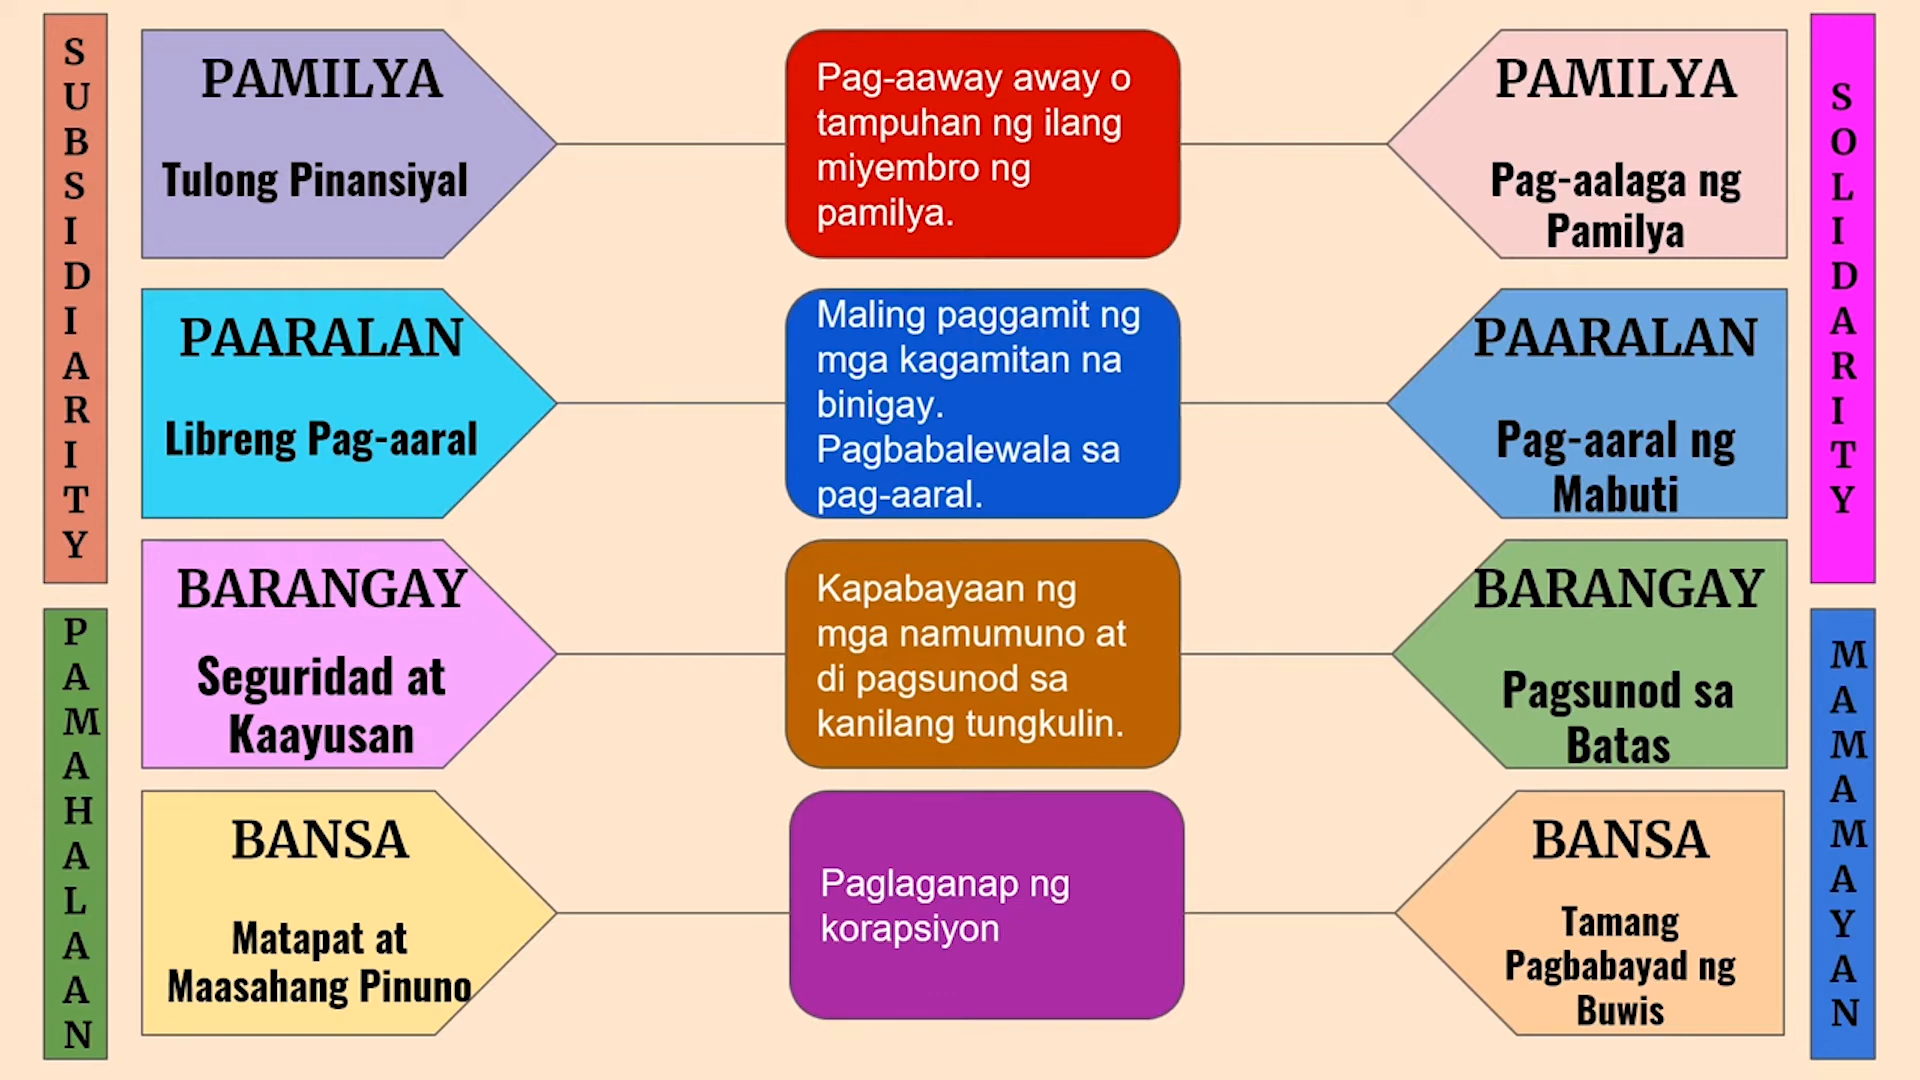 SUBSIDIARITY
PAMAHALAAN
PAMILYA
Tulong Pinansiyal
Pag-aaway away o
tampuhan ng ilang
miyembro ng
pamilya.
PAMILYA
Pag-aalaga ng
Pamilya
PAARALAN
Libreng Pag-aaral
Maling paggamit ng
mga kagamitan na
binigay.
Pagbabalewala sa
pag-aaral.
PAARALAN
Pag-aaral ng
Mabuti
BARANGAY
Seguridad at
Kaayusan
Kapabayaan ng
mga namumuno at
di pagsunod sa
kanilang tungkulin.
BARANGAY
Pagsunod sa
Batas
BANSA
Matapat at
Maasahang Pinuno
Paglaganap ng
korapsiyon
BANSA
Tamang
Pagbabayad ng
Buwis
SOLIDARITY
MAMAMAYAN